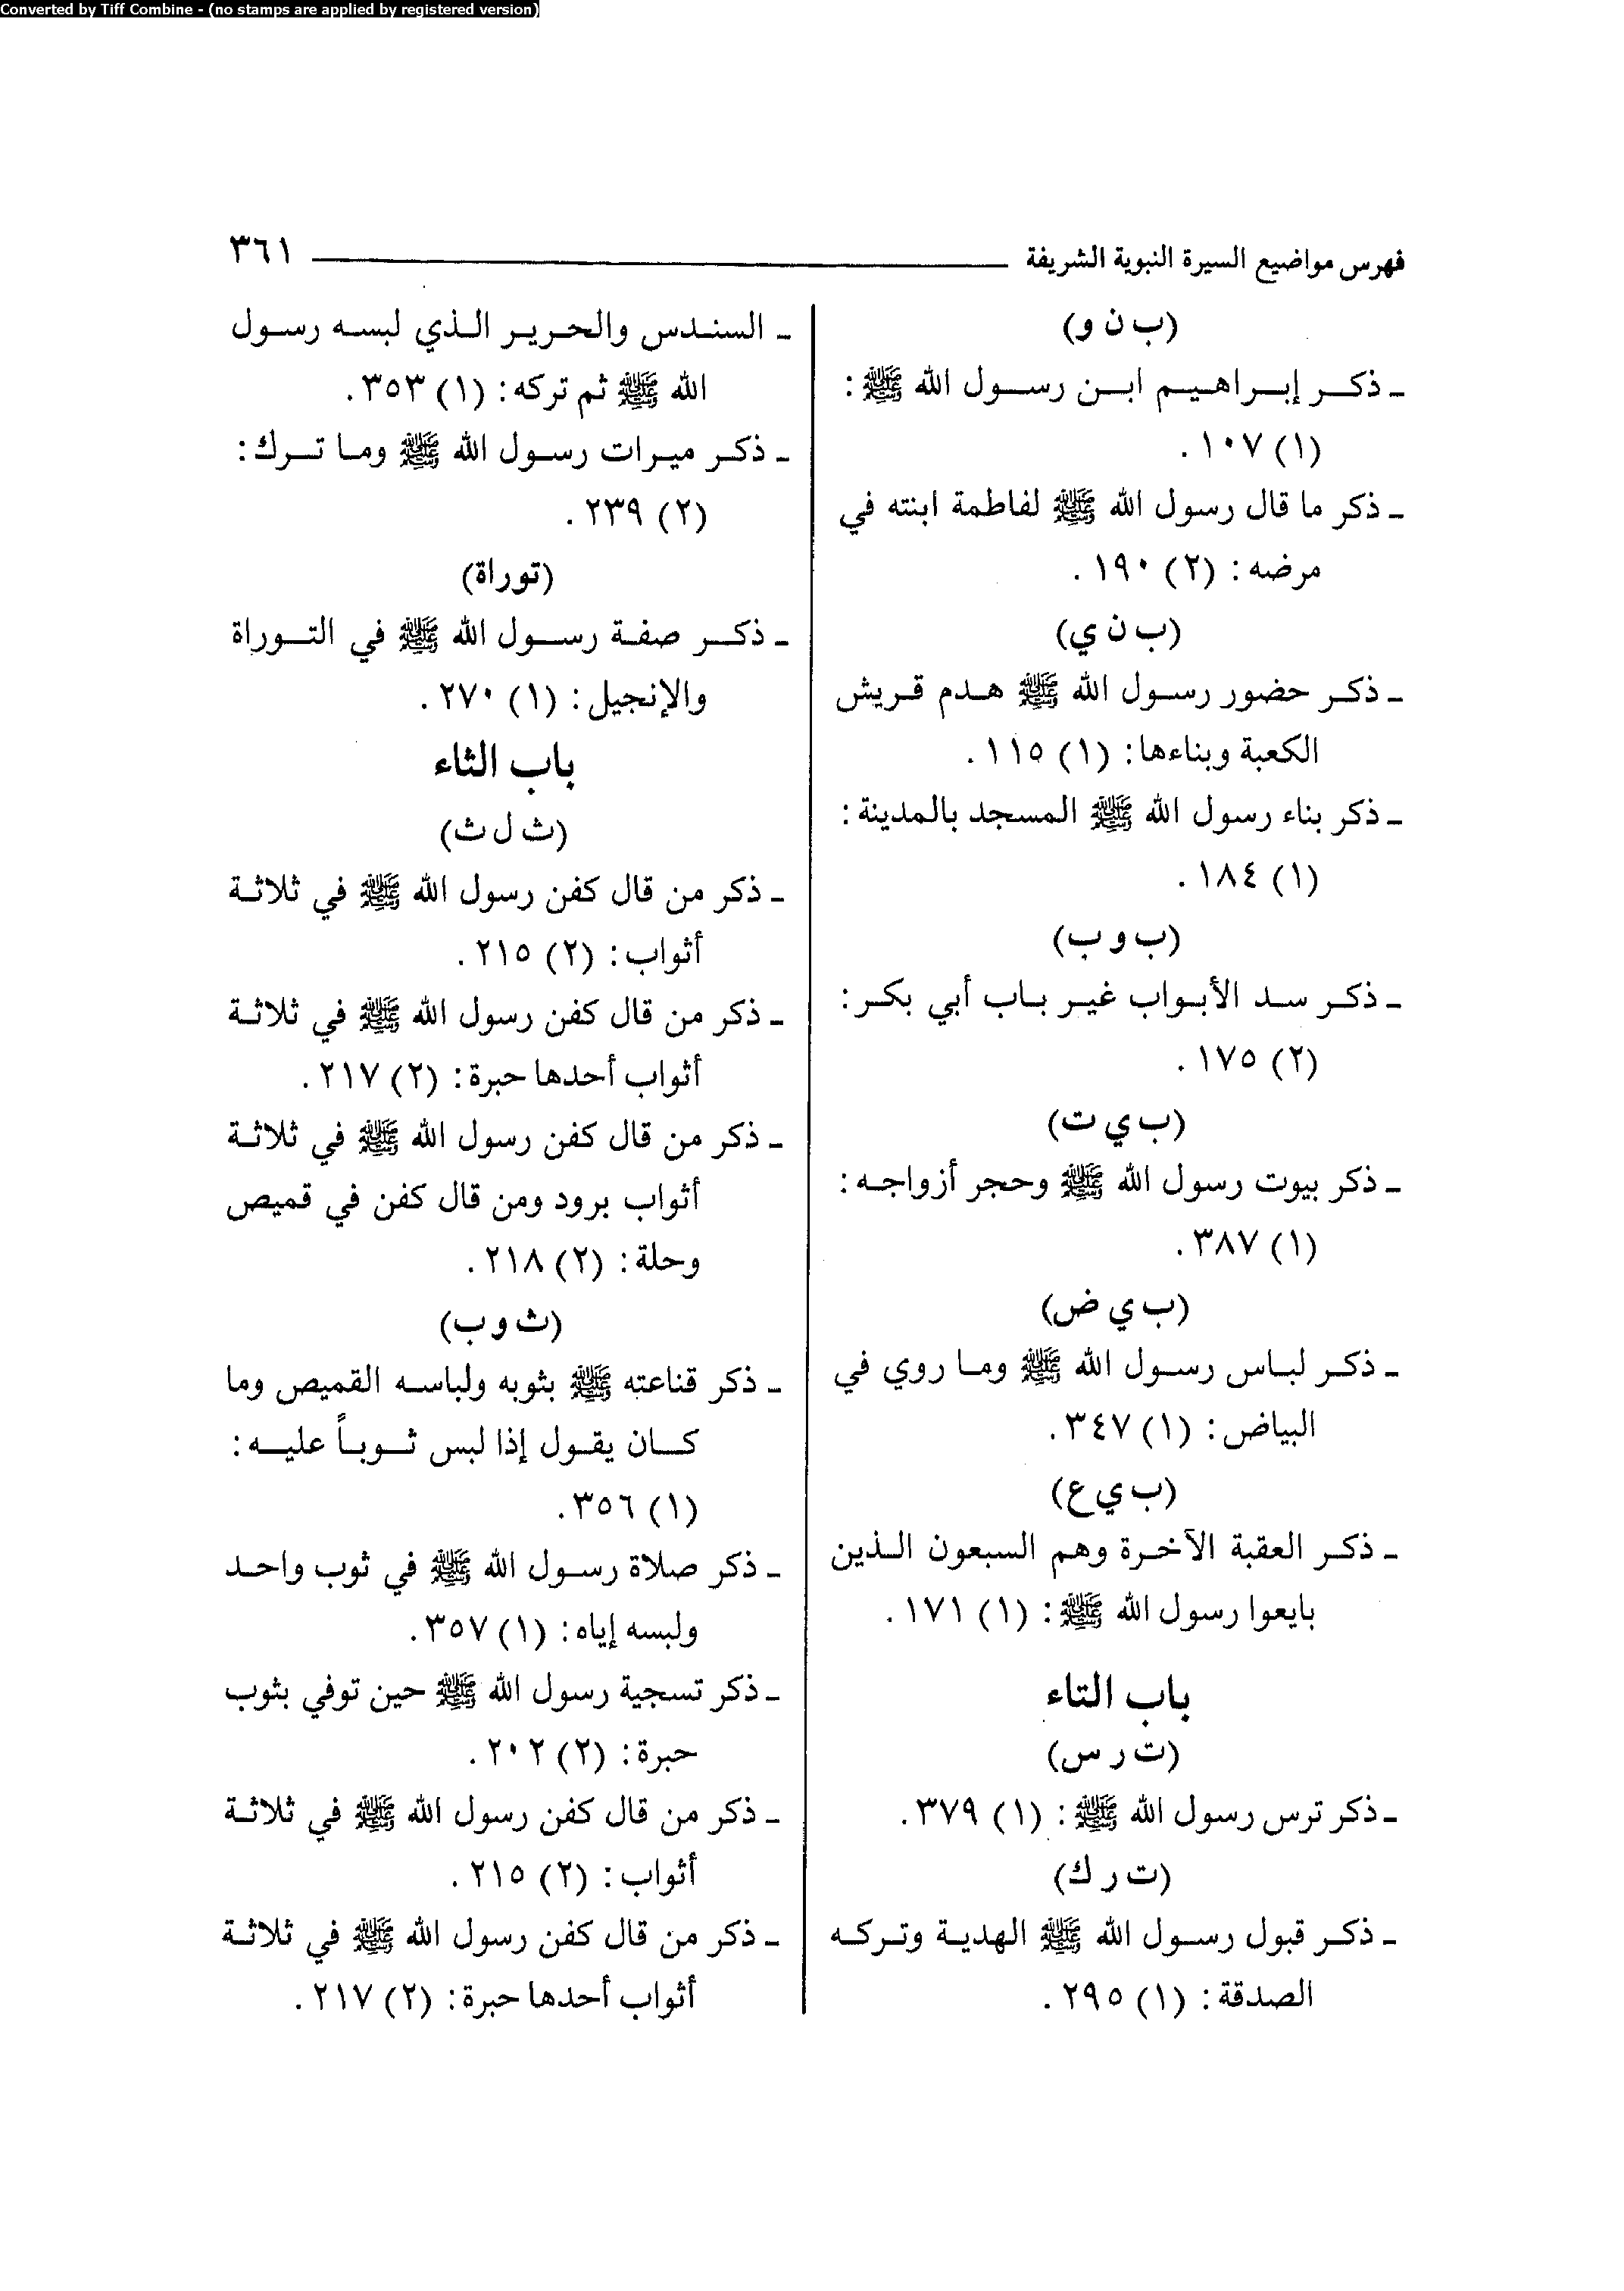 Converted by Tiff Combine - (no stamps are applied by registered version)
فهرس مواضيع السيرة النبوية الشريفة ٣٦١
(ب ن و)
ـ ذكر إبراهيم ابن رسول الله ﷺ:
(١) ١٠٧.
ـ ذكر ما قال رسول الله ﷺ لفاطمة ابنته في
مرضه: (٢) ١٩٠.
(ب ن ي)
ـ ذكر حضور رسول الله ﷺ هدم قريش
الكعبة وبناءها: (١) ١١٥.
ـ ذكر بناء رسول الله ﷺ المسجد بالمدينة:
(١) ١٨٤.
(ب و ب)
ـ ذكر سد الأبواب غير باب أبي بكر:
(٢) ١٧٥.
(ب ي ت)
ـ ذكر بيوت رسول الله ﷺ وحجر أزواجه:
(١) ٣٨٧.
(ب ي ض)
ـ ذكر لباس رسول الله ﷺ وما روي في
البياض: (١) ٣٤٧.
(ب ي ع)
ـ ذكر العقبة الآخرة وهم السبعون الذين
بايعوا رسول الله ﷺ: (١) ١٧١.
باب التاء
(ت ر س)
ـ ذكر ترس رسول الله ﷺ: (١) ٣٧٩.
(ت ر ك)
ـ ذكر قبول رسول الله ﷺ الهدية وتركه
الصدقة: (١) ٢٩٥.
ـ السندس والحرير الذي لبسه رسول
الله ﷺ ثم تركه: (١) ٣٥٣.
ـ ذكر ميرات رسول الله ﷺ وما ترك:
(٢) ٢٣٩.
(توراة)
ـ ذكر صفة رسول الله ﷺ في التوراة
والإنجيل: (١) ٢٧٠.
باب الثاء
(ث ل ث)
ـ ذكر من قال كفن رسول الله ﷺ في ثلاثة
أثواب: (٢) ٢١٥.
ـ ذكر من قال كفن رسول الله ﷺ في ثلاثة
أثواب أحدها حبرة: (٢) ٢١٧.
ـ ذكر من قال كفن رسول الله ﷺ في ثلاثة
أثواب برود ومن قال كفن في قميص
وحلة: (٢) ٢١٨.
(ث و ب)
ـ ذكر قناعته ﷺ بثوبه ولباسه القميص وما
كان يقول إذا لبس ثوباً عليه:
(١) ٣٥٦.
ـ ذكر صلاة رسول الله ﷺ في ثوب واحد
ولبسه إياه: (١) ٣٥٧.
ـ ذكر تسجية رسول الله ﷺ حين توفي بثوب
حبرة: (٢) ٢٠٢.
ـ ذكر من قال كفن رسول الله ﷺ في ثلاثة
أثواب: (٢) ٢١٥.
ـ ذكر من قال كفن رسول الله ﷺ في ثلاثة
أثواب أحدها حبرة: (٢) ٢١٧.